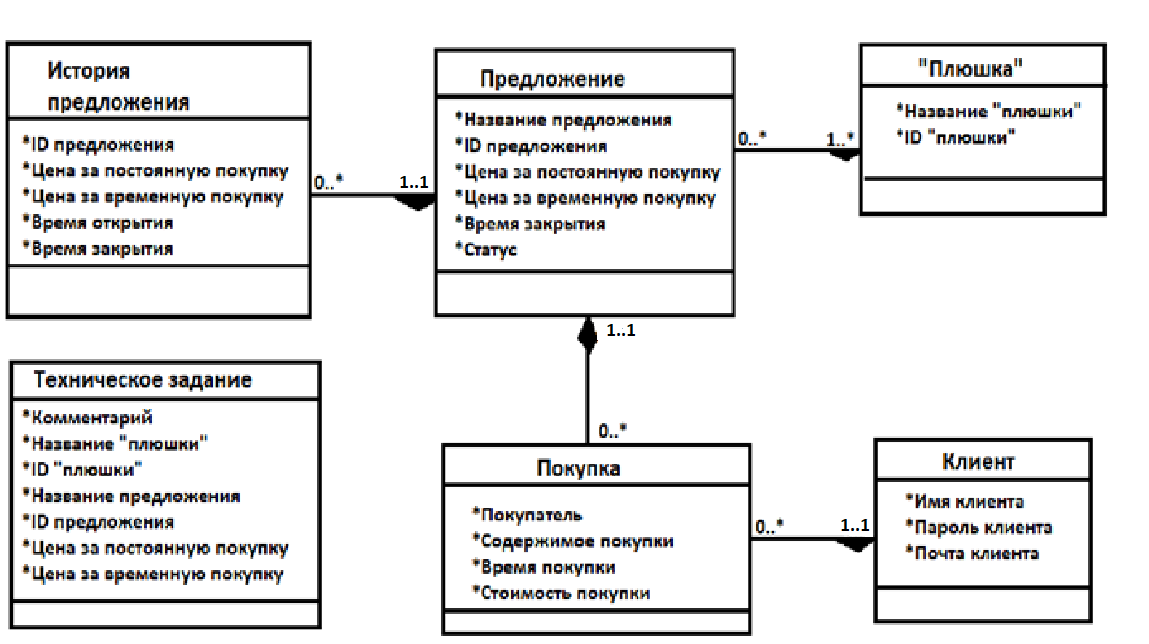 История
предложения
*ID предложения
*Цена за постоянную покупку
*Цена за временную покупку
*Время открытия
*Время закрытия
0..*
1..1
Предложение
*Название предложения
*ID предложения
*Цена за постоянную покупку
*Цена за временную покупку
*Время закрытия
*Статус
0..*
1..*
"Плюшка"
*Название "плюшки"
*ID "плюшки"
1..1
0..*
Техническое задание
*Комментарий
*Название "плюшки"
*ID "плюшки"
*Название предложения
*ID предложения
*Цена за постоянную покупку
*Цена за временную покупку
Покупка
*Покупатель
*Содержимое покупки
*Время покупки
*Стоимость покупки
0..*
1..1
Клиент
*Имя клиента
*Пароль клиента
*Почта клиента